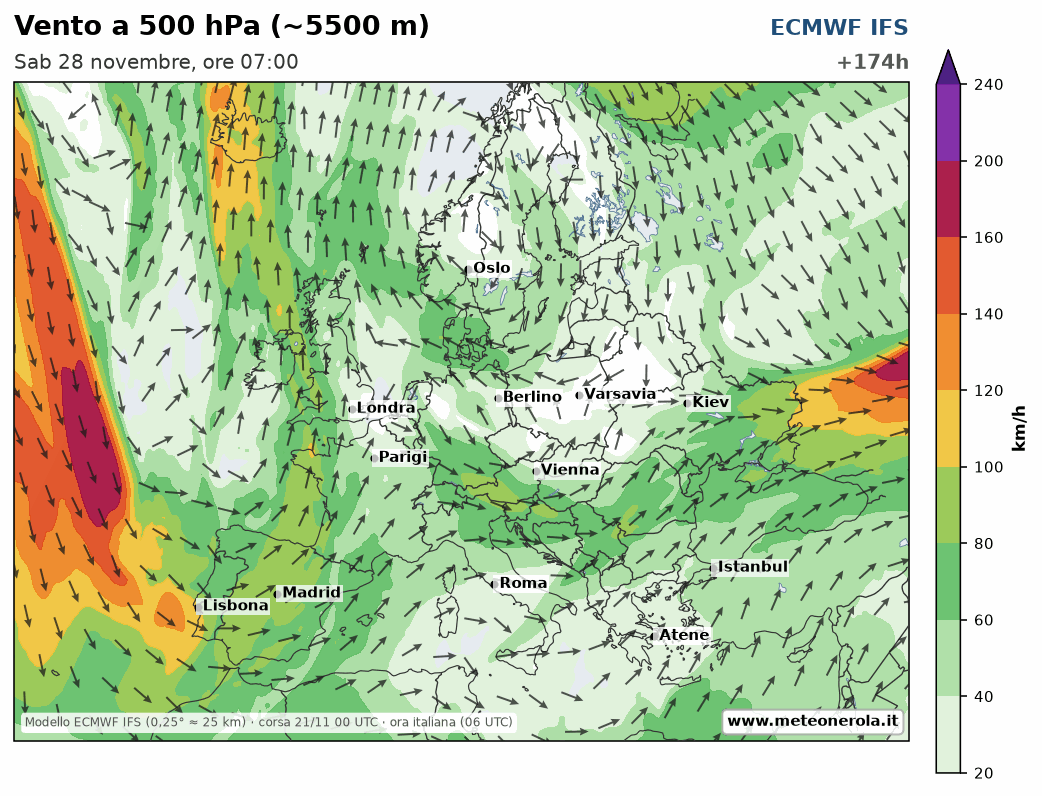 Vento a 500 hPa (~5500 m)
ECMWF IFS
Sab 28 novembre, ore 07:00
+174h
240
200
160
140
120
100
80
60
40
20
km/h
Oslo
Londra
Berlino
Varsavia
Kiev
Parigi
Vienna
Istanbul
Roma
Madrid
Lisbona
Atene
Modello ECMWF IFS (0,25° ≈ 25 km) · corsa 21/11 00 UTC · ora italiana (06 UTC)
www.meteonerola.it